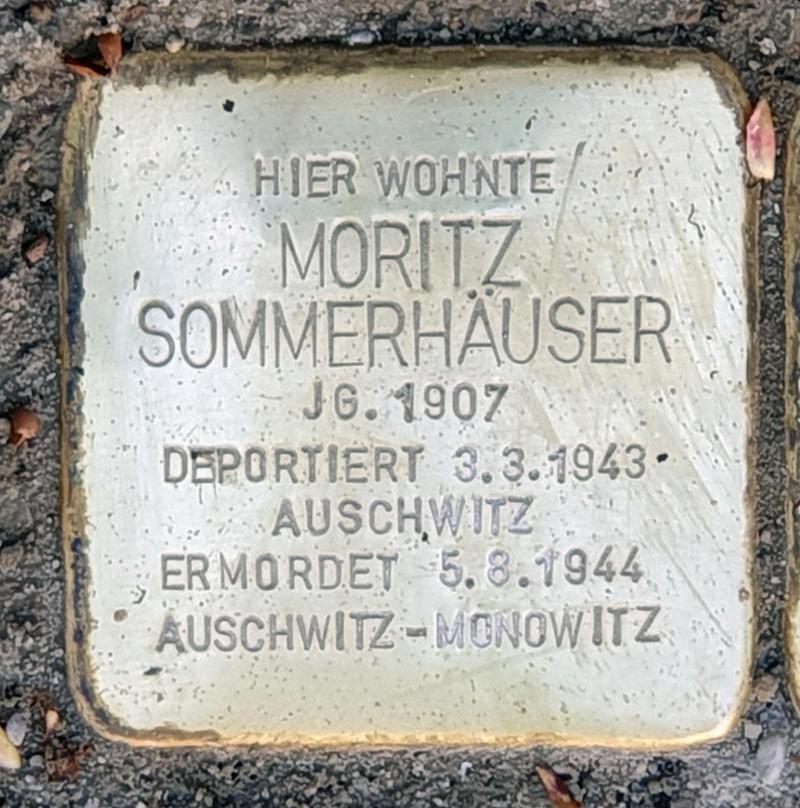 HIER WOHNTE
MORITZ
SOMMERHÄUSER
JG. 1907
DEPORTIERT 3.3.1943
AUSCHWITZ
ERMORDET 5.8.1944
AUSCHWITZ-MONOWITZ